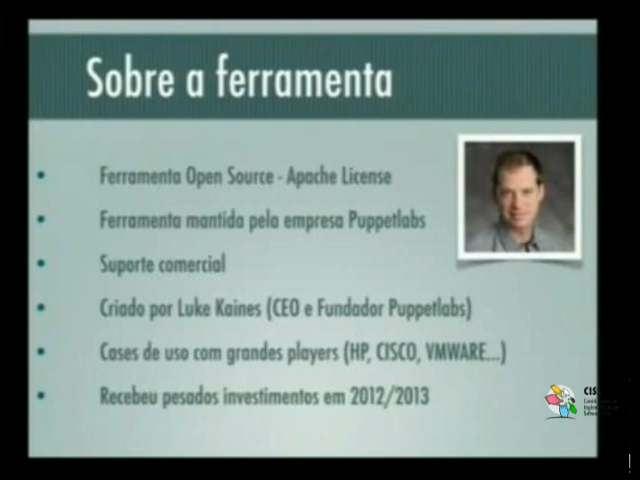 Sobre a ferramenta
Ferramenta Open Source - Apache License
Ferramenta mantida pela empresa Puppetlabs
Suporte comercial
Criado por Luke Kaines (CEO e Fundador Puppetlabs)
Cases de uso com grandes players (HP, CISCO, VMWARE...)
Recebeu pesados investimentos em 2012/2013
CIS